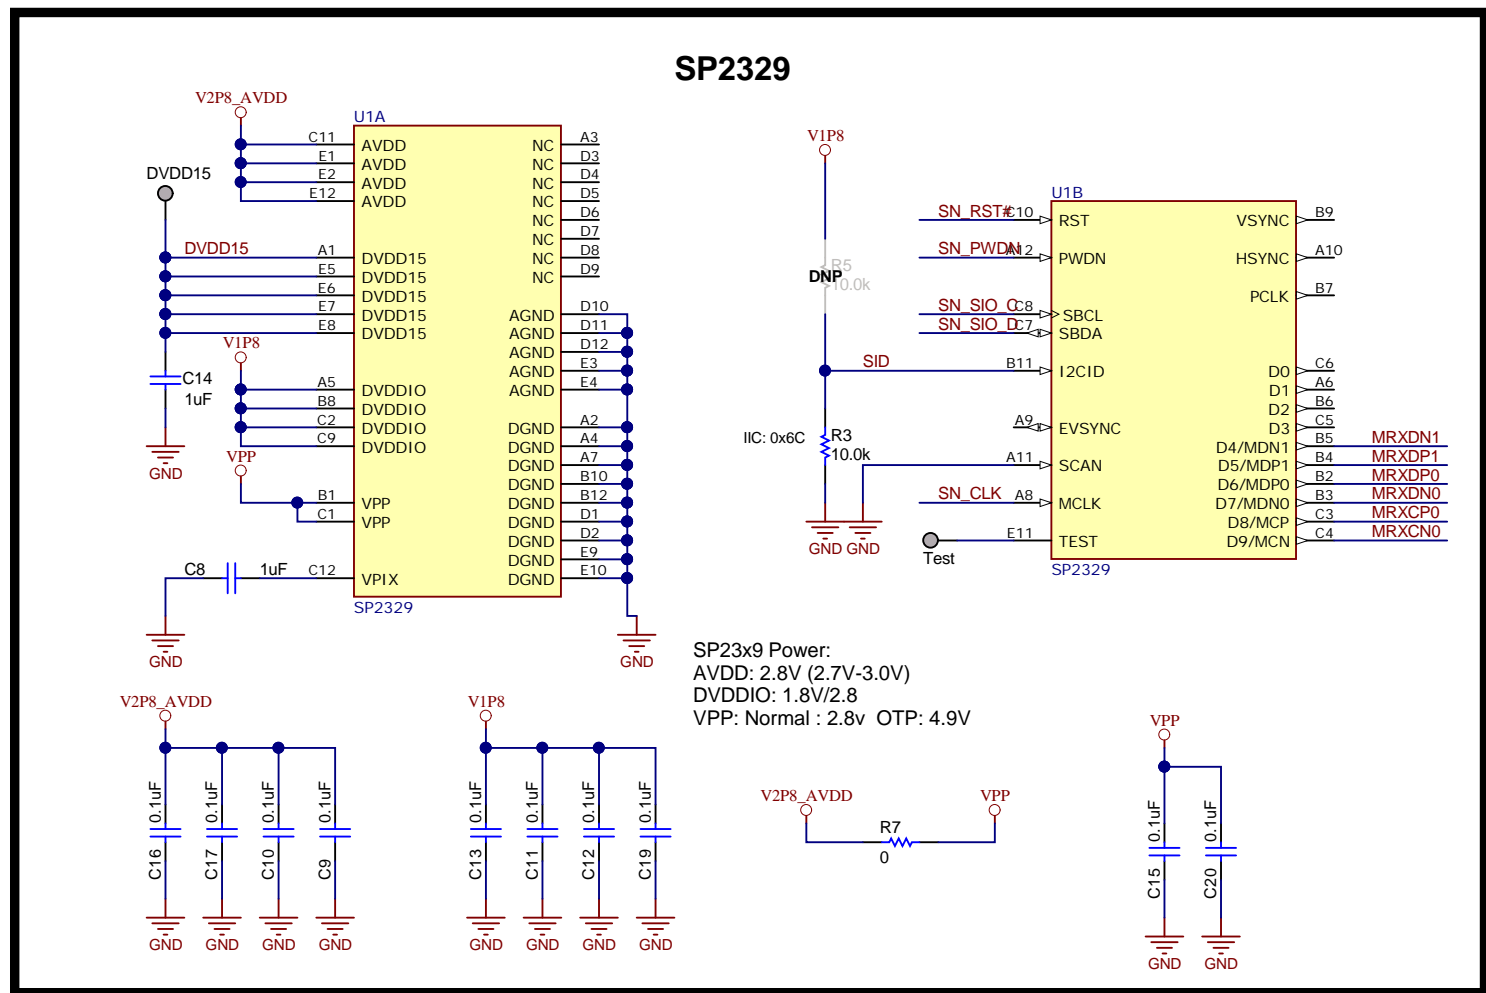 SP2329
V2P8_AVDD
U1A
C11 AVDD NC A3
E1 AVDD NC D3
E2 AVDD NC D4
E12 AVDD NC D5
NC D6
NC D7
DVDD15
DVDD15 A1 DVDD15 NC D8
E5 DVDD15 NC D9
E6 DVDD15
E7 DVDD15 AGND D10
E8 DVDD15 AGND D11
V1P8
AGND D12
AGND E3
C14
1uF
GND
A5 DVDDIO AGND E4
B8 DVDDIO
C2 DVDDIO DGND A2
C9 DVDDIO DGND A4
VPP
DGND A7
DGND B10
B1 VPP DGND B12
C1 VPP DGND D1
DGND D2
DGND E9
C8 1uF C12 VPIX DGND E10
SP2329
GND
GND
V1P8
DNP
R5
10.0k
SID
IIC: 0x6C
R3
10.0k
GND GND
U1B
SN_RST# C10 RST VSYNC B9
SN_PWDN A12 PWDN HSYNC A10
PCLK B7
SN_SIO_C C8 SBCL
SN_SIO_D C7 SBDA
B11 I2CID D0 C6
D1 A6
D2 B6
A9 EVSYNC D3 C5
D4/MDN1 B5 MRXDN1
A11 SCAN D5/MDP1 B4 MRXDP1
D6/MDP0 B2 MRXDP0
SN_CLK A8 MCLK D7/MDN0 B3 MRXDN0
D8/MCP C3 MRXCP0
Test E11 TEST D9/MCN C4 MRXCN0
SP2329
SP23x9 Power:
AVDD: 2.8V (2.7V-3.0V)
DVDDIO: 1.8V/2.8
VPP: Normal : 2.8v OTP: 4.9V
V2P8_AVDD
C16 0.1uF
C17 0.1uF
C10 0.1uF
C9 0.1uF
GND GND GND GND
V1P8
C13 0.1uF
C11 0.1uF
C12 0.1uF
C19 0.1uF
GND GND GND GND
V2P8_AVDD VPP
R7
0
VPP
C15 0.1uF
C20 0.1uF
GND GND